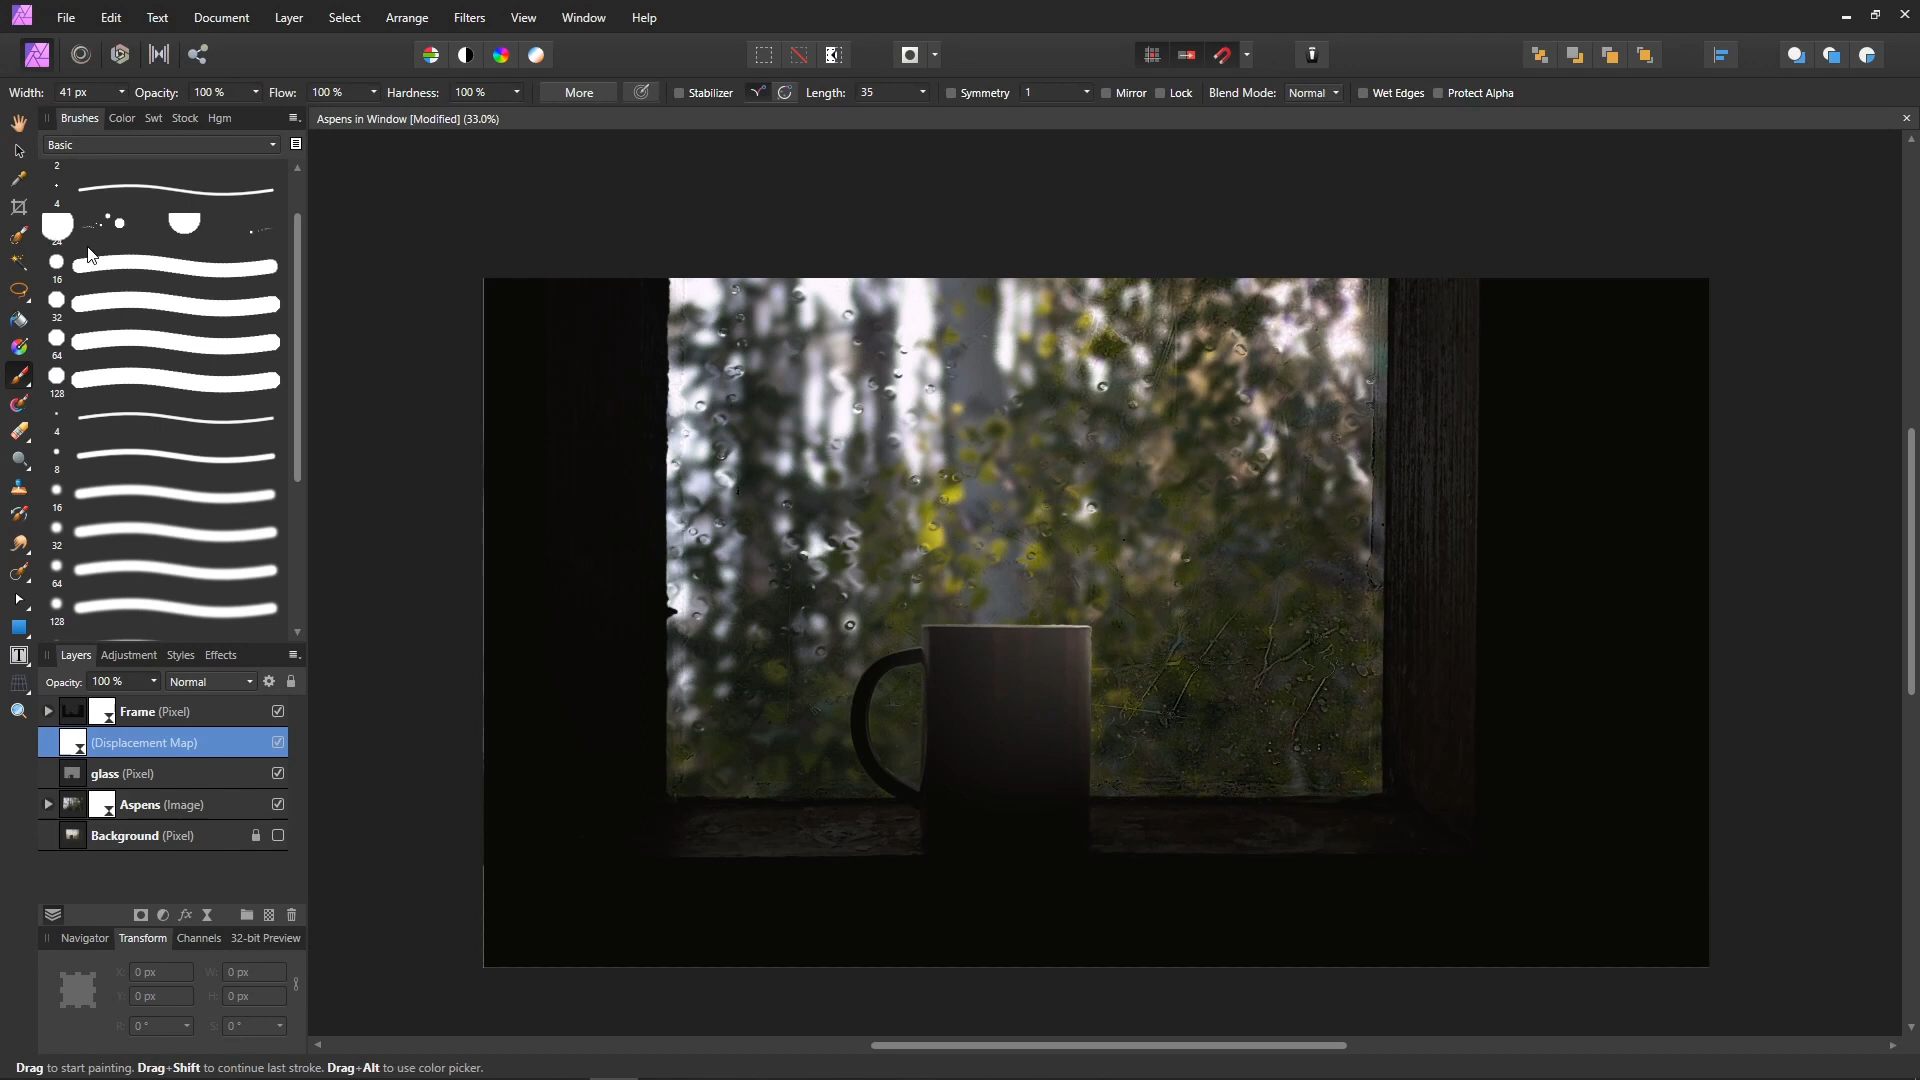 File Edit Text Document Layer Select Arrange Filters View Window Help
Width: 41 px Opacity: 100 % Flow: 100 % Hardness: 100 % More Stabilizer Length: 35 Symmetry 1 Mirror Lock Blend Mode: Normal Wet Edges Protect Alpha
Brushes Color Swt Stock Hgm
Aspens in Window [Modified] (33.0%)
Basic
2
4
24
16
32
64
128
4
8
16
32
64
128
Layers Adjustment Styles Effects
Opacity: 100 % Normal
Frame (Pixel)
(Displacement Map)
glass (Pixel)
Aspens (Image)
Background (Pixel)
fx
Navigator Transform Channels 32-bit Preview
X: 0 px W: 0 px
Y: 0 px H: 0 px
R: 0 ° S: 0 °
Drag to start painting. Drag+Shift to continue last stroke. Drag+Alt to use color picker.